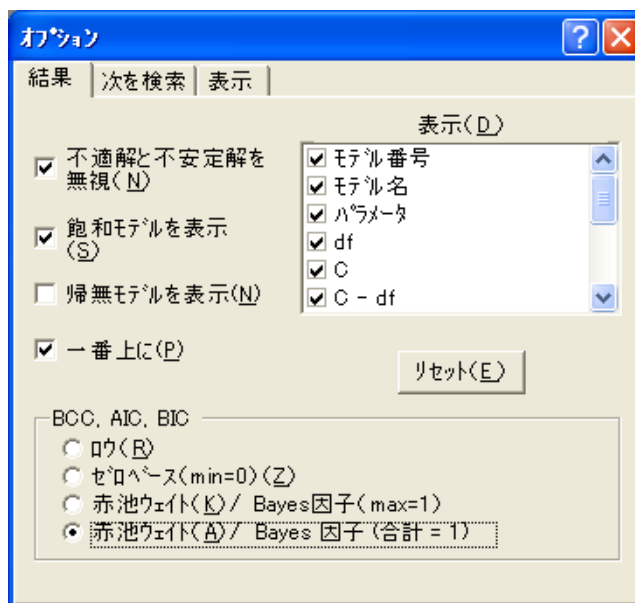 オプション
結果 次を検索 表示
表示(D)
不適解と不安定解を
無視(N)
飽和モデルを表示
(S)
帰無モデルを表示(N)
一番上に(P)
モデル番号
モデル名
パラメータ
df
C
C - df
リセット(E)
BCC, AIC, BIC
ロウ(R)
ゼロベース(min=0)(Z)
赤池ウェイト(K)/ Bayes因子(max=1)
赤池ウェイト(A)/ Bayes 因子 (合計 = 1)